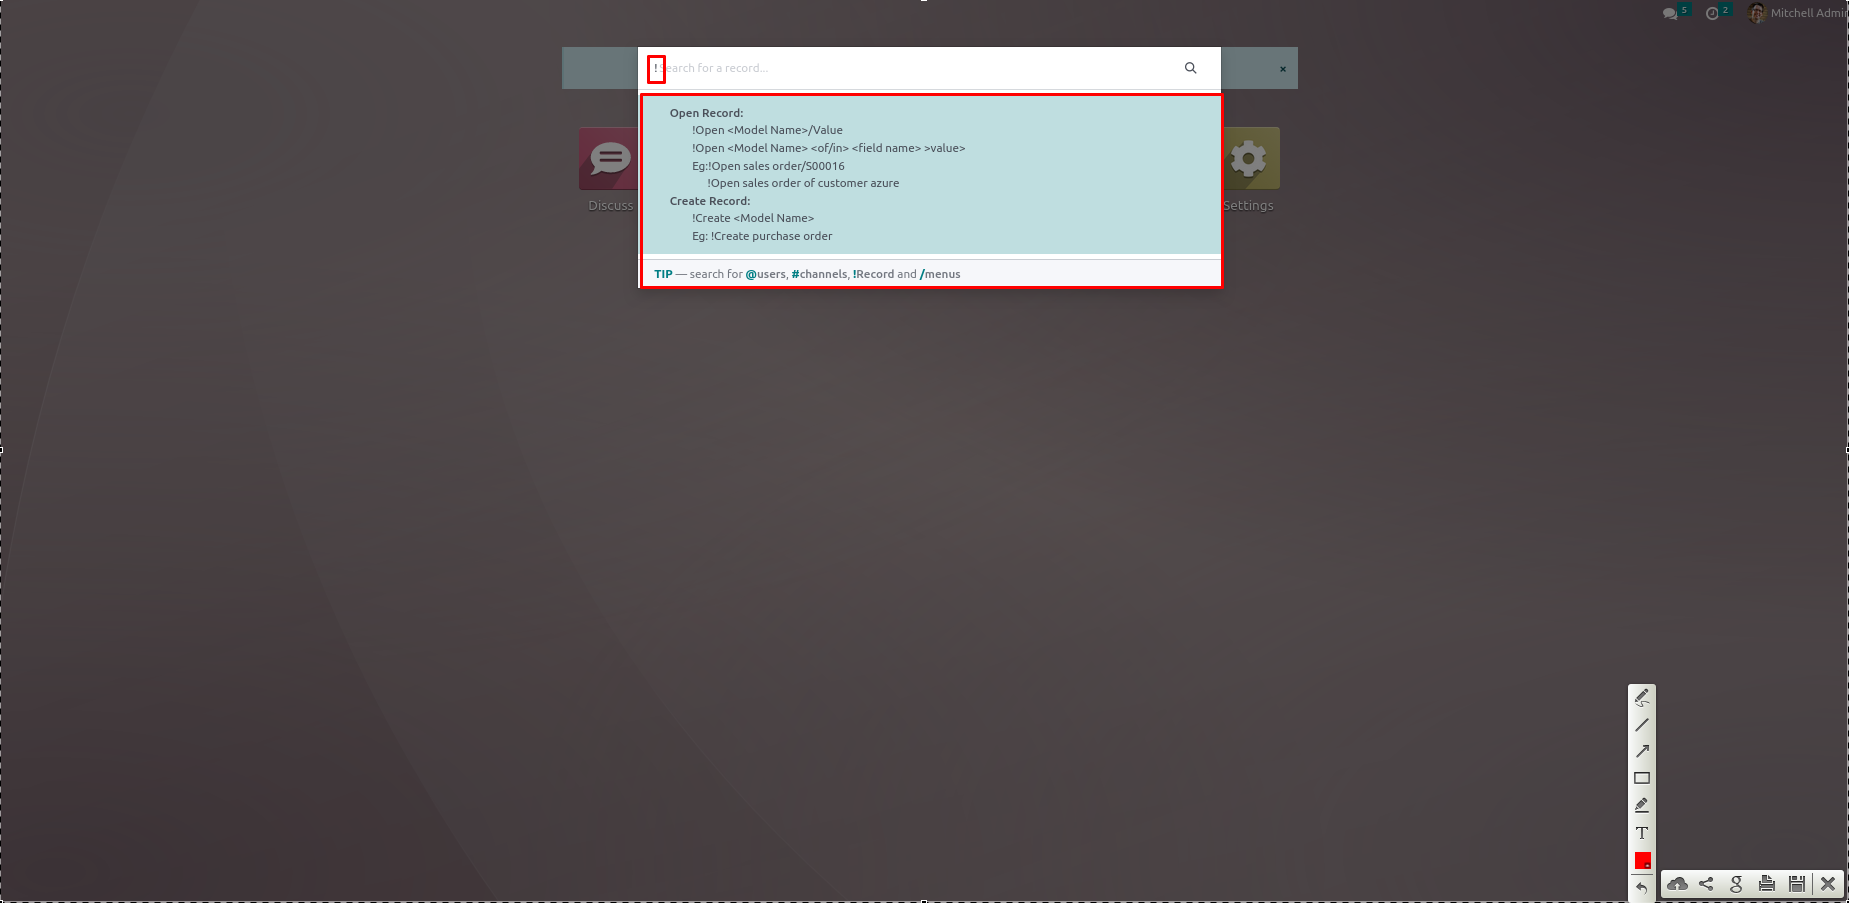 5
2
Mitchell Admin
! Search for a record...
×
Open Record:
!Open <Model Name>/Value
!Open <Model Name> <of/in> <field name> >value>
Eg:!Open sales order/S00016
!Open sales order of customer azure
Create Record:
!Create <Model Name>
Eg: !Create purchase order
TIP — search for @users, #channels, !Record and /menus
Discuss
Settings
T
g